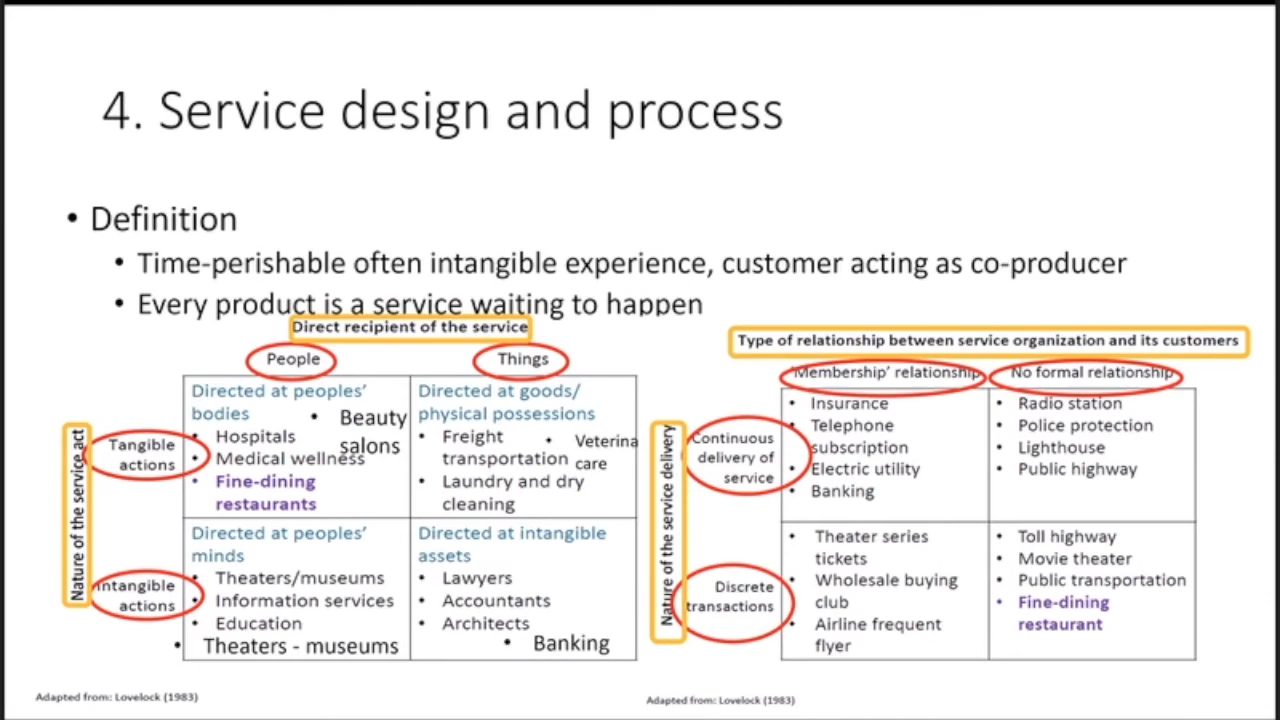 4. Service design and process
• Definition
• Time-perishable often intangible experience, customer acting as co-producer
• Every product is a service waiting to happen
Direct recipient of the service
People
Things
Nature of the service act
Tangible
actions
Directed at peoples’
bodies
• Hospitals
• Medical wellness
• Fine-dining
restaurants
• Beauty
salons
Directed at goods/
physical possessions
• Freight
transportation
• Laundry and dry
cleaning
• Veterina
care
Intangible
actions
Directed at peoples’
minds
• Theaters/museums
• Information services
• Education
• Theaters - museums
Directed at intangible
assets
• Lawyers
• Accountants
• Architects
• Banking
Adapted from: Lovelock (1983)
Type of relationship between service organization and its customers
‘Membership’ relationship
No formal relationship
Nature of the service delivery
Continuous
delivery of
service
• Insurance
• Telephone
subscription
• Electric utility
• Banking
• Radio station
• Police protection
• Lighthouse
• Public highway
Discrete
transactions
• Theater series
tickets
• Wholesale buying
club
• Airline frequent
flyer
• Toll highway
• Movie theater
• Public transportation
• Fine-dining
restaurant
Adapted from: Lovelock (1983)